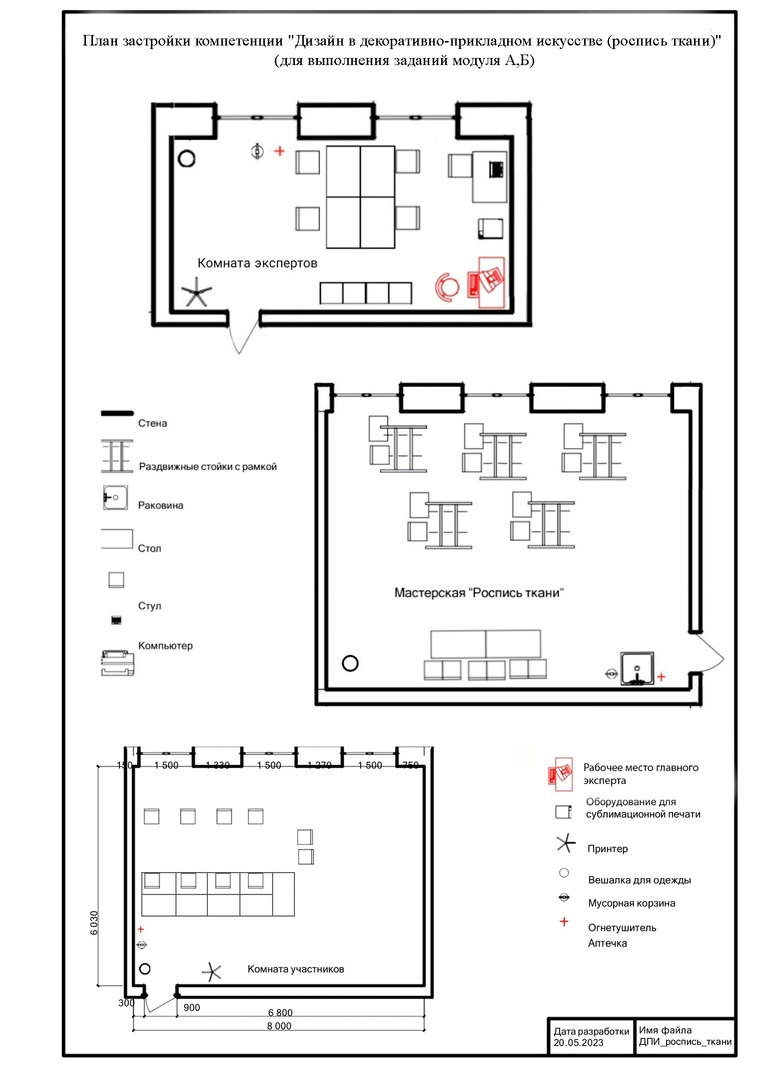 План застройки компетенции "Дизайн в декоративно-прикладном искусстве (роспись ткани)"
(для выполнения заданий модуля А,Б)
Комната экспертов
Стена
Раздвижные стойки с рамкой
Раковина
Стол
Стул
Компьютер
Мастерская "Роспись ткани"
150 1 500 1 330 1 500 1 270 1 500 750
6 030
Комната участников
300
900
6 800
8 000
Рабочее место главного
эксперта
Оборудование для
сублимационной печати
Принтер
Вешалка для одежды
Мусорная корзина
Огнетушитель
Аптечка
Дата разработки
20.05.2023
Имя файла
ДПИ_роспись_ткани